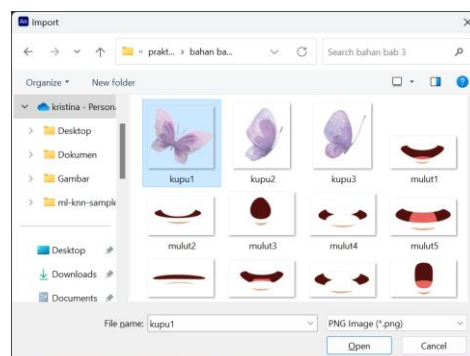 An Import
« prakt... › bahan ba...
Search bahan bab 3
Organize
New folder
kristina - Person
Desktop
Dokumen
Gambar
ml-knn-sample
Desktop
Downloads
Documents
kupu1
kupu2
kupu3
mulut1
mulut2
mulut3
mulut4
mulut5
File name:
kupu1
PNG Image (*.png)
Open
Cancel